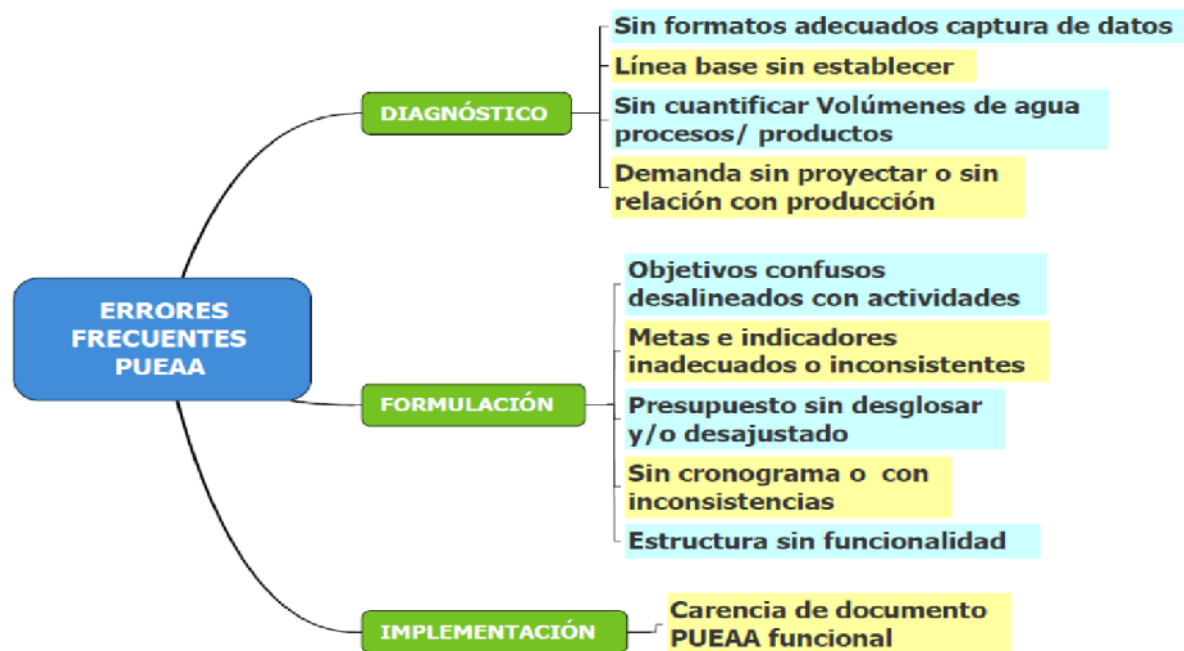 ERRORES
FRECUENTES
PUEAA
DIAGNÓSTICO
Sin formatos adecuados captura de datos
Línea base sin establecer
Sin cuantificar Volúmenes de agua
procesos/ productos
Demanda sin proyectar o sin
relación con producción
FORMULACIÓN
Objetivos confusos
desalineados con actividades
Metas e indicadores
inadecuados o inconsistentes
Presupuesto sin desglosar
y/o desajustado
Sin cronograma o con
inconsistencias
Estructura sin funcionalidad
IMPLEMENTACIÓN
Carencia de documento
PUEAA funcional